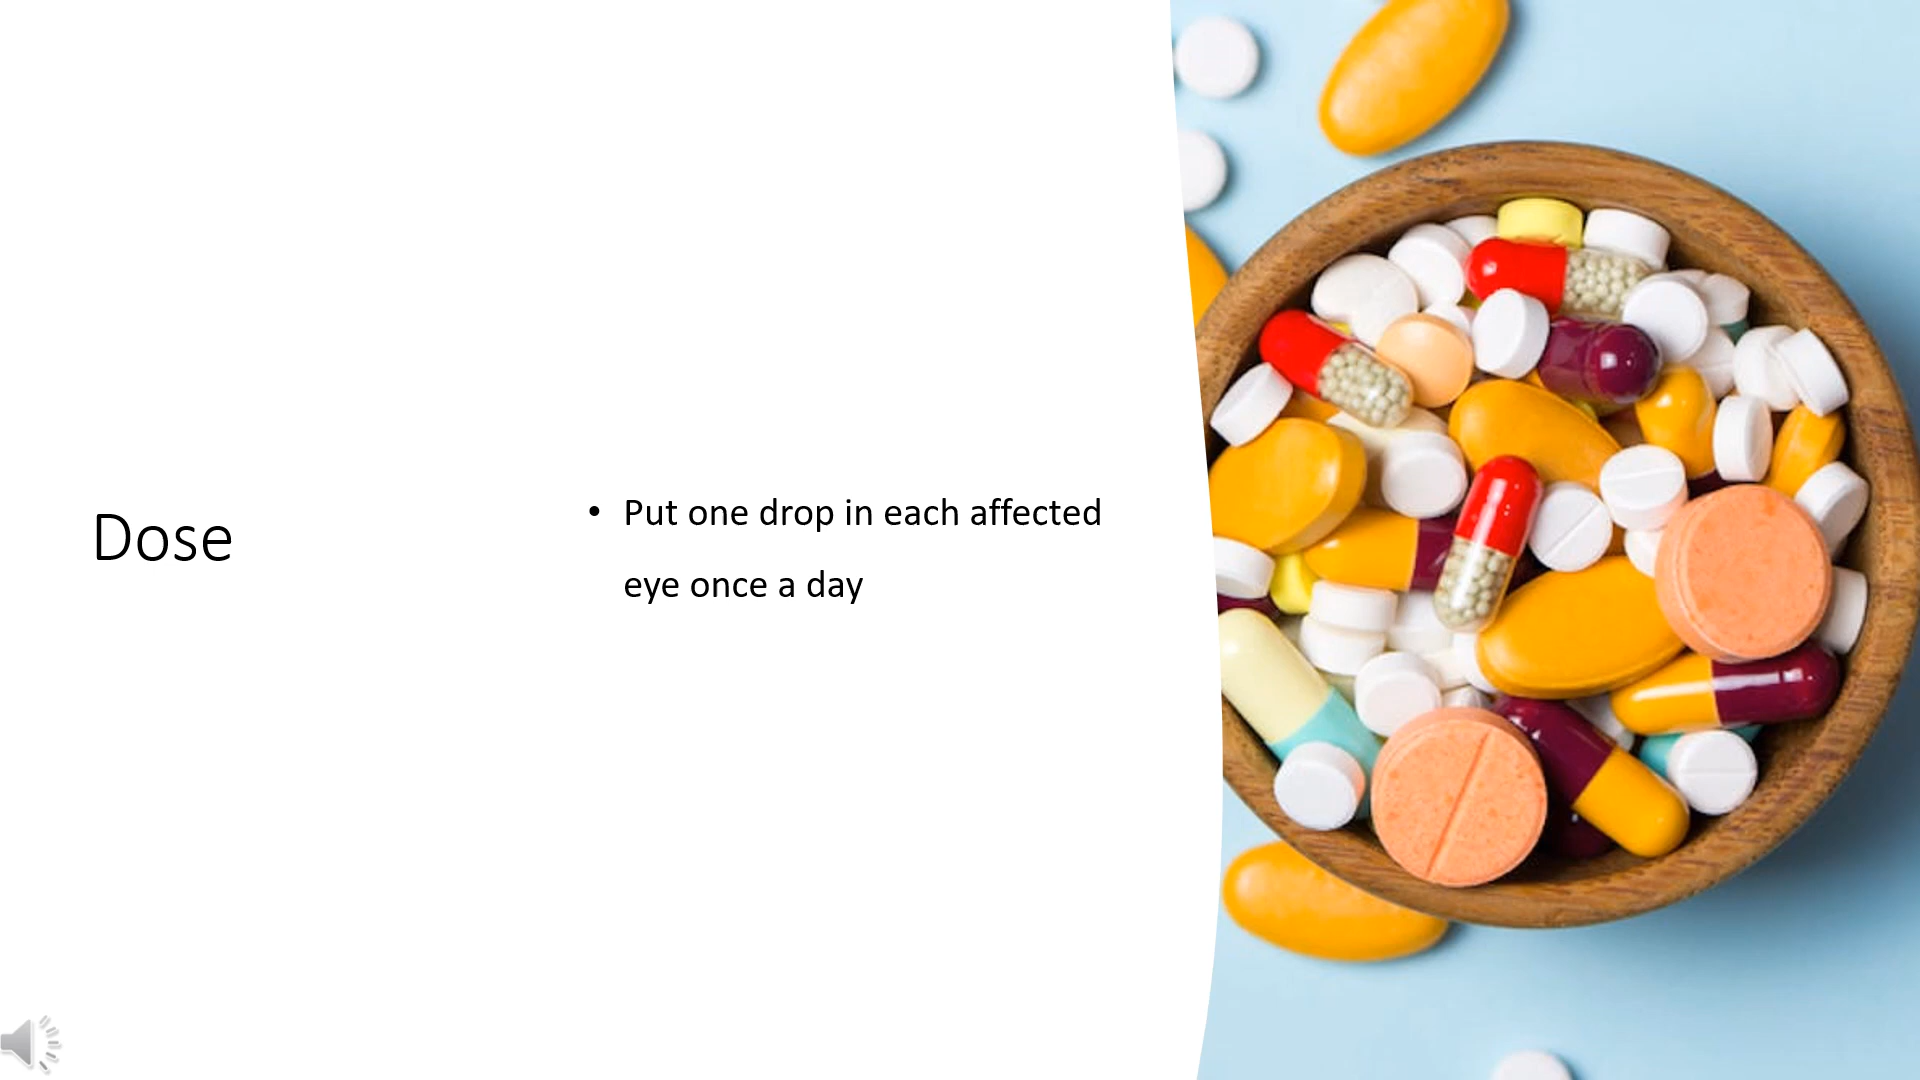 Dose
• Put one drop in each affected
eye once a day